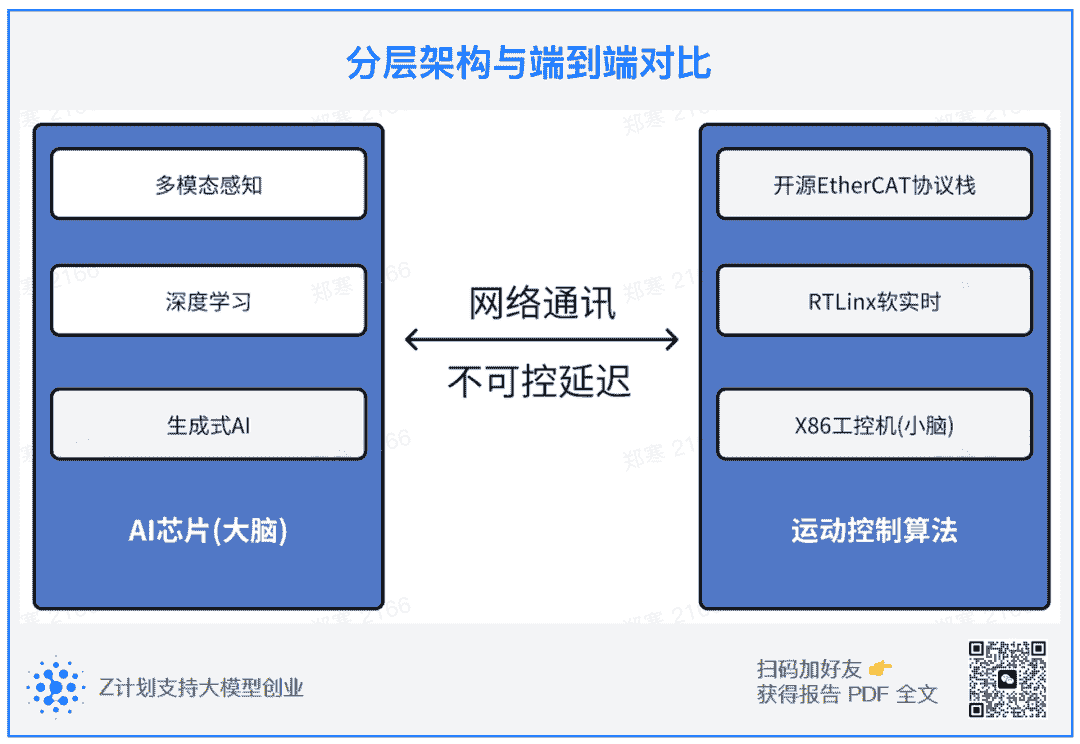 分层架构与端到端对比
多模态感知
深度学习
生成式AI
AI芯片(大脑)
网络通讯
不可控延迟
开源EtherCAT协议栈
RTLinx软实时
X86工控机(小脑)
运动控制算法
Z计划支持大模型创业
扫码加好友 👉
获得报告 PDF 全文
郑寒 2166